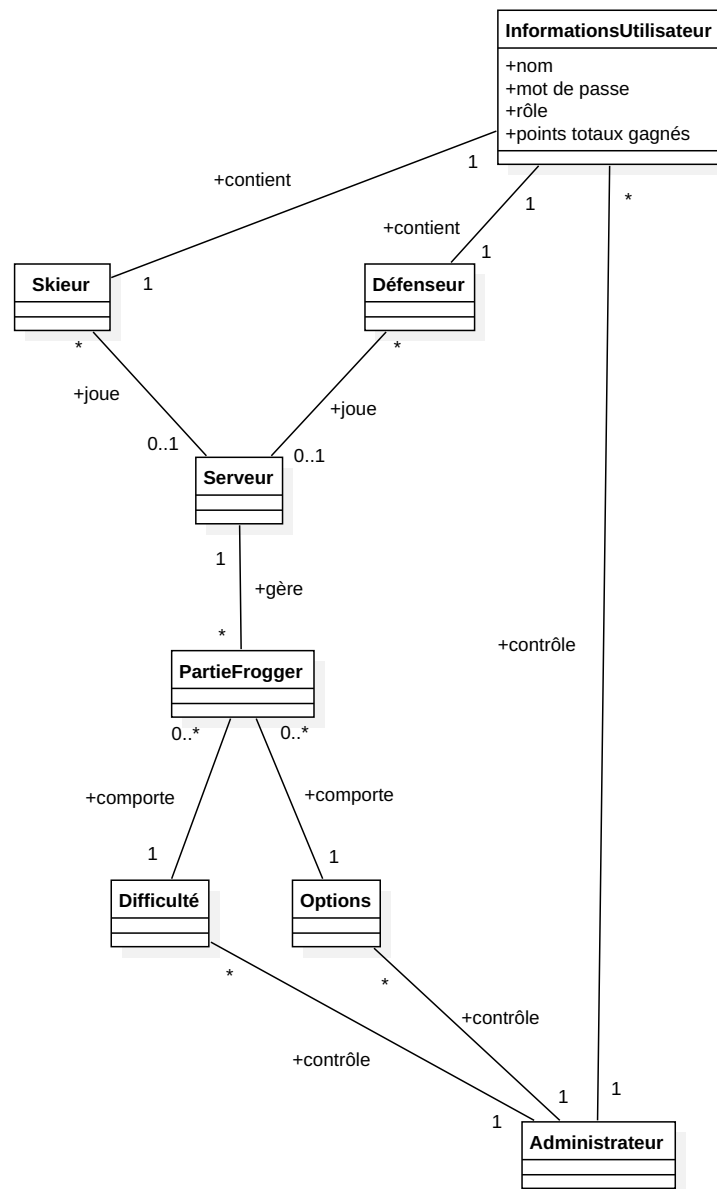 InformationsUtilisateur
+nom
+mot de passe
+rôle
+points totaux gagnés
1
1
*
+contient
+contient
1
1
Skieur
Défenseur
*
*
+joue
+joue
0..1
0..1
Serveur
1
+gère
*
+contrôle
PartieFrogger
0..*
0..*
+comporte
+comporte
1
1
Difficulté
Options
*
*
+contrôle
+contrôle
1
1
1
Administrateur